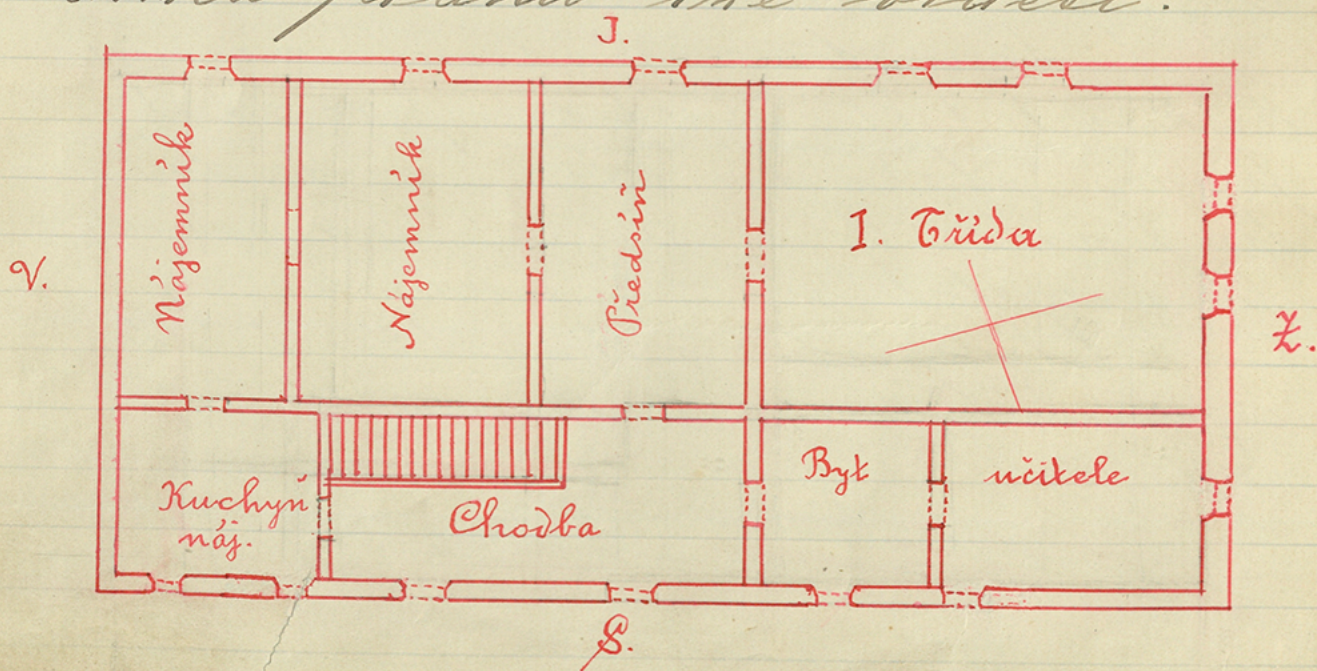 J.
V.
Nájemník
Nájemník
Předsíň
I. Třída
Z.
Kuchyň
náj.
Chodba
Byt učitele
S.